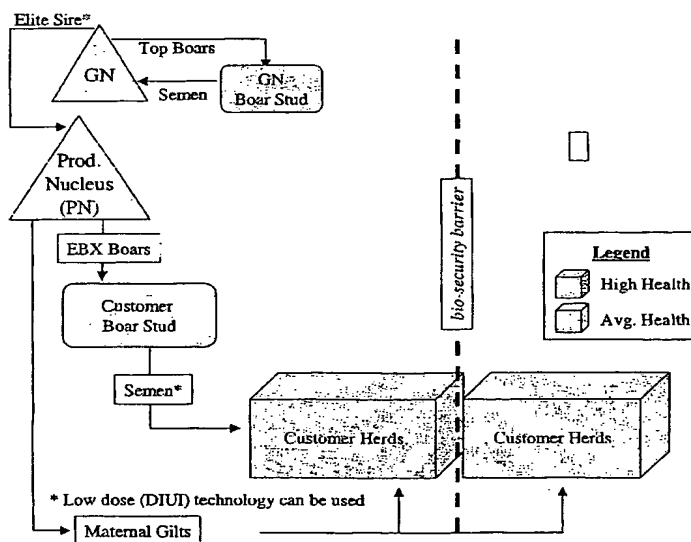 Elite Sire*
GN
Top Boars
Semen
GN
Boar Stud
Prod.
Nucleus
(PN)
EBX Boars
Customer
Boar Stud
Semen*
bio-security barrier
Legend
High Health
Avg. Health
Customer Herds
Customer Herds
* Low dose (DIUI) technology can be used
Maternal Gilts